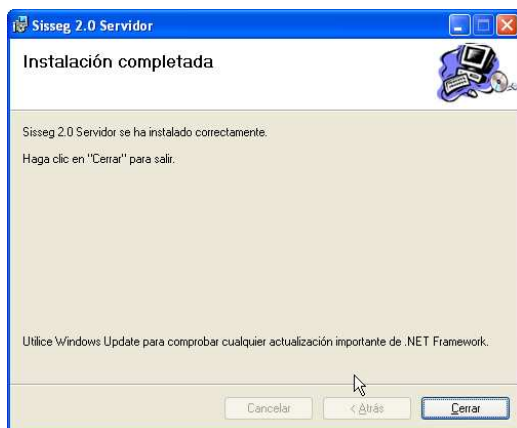 Sisseg 2.0 Servidor
Instalación completada
Sisseg 2.0 Servidor se ha instalado correctamente.
Haga clic en "Cerrar" para salir.
Utilice Windows Update para comprobar cualquier actualización importante de .NET Framework.
Cancelar < Atrás Cerrar